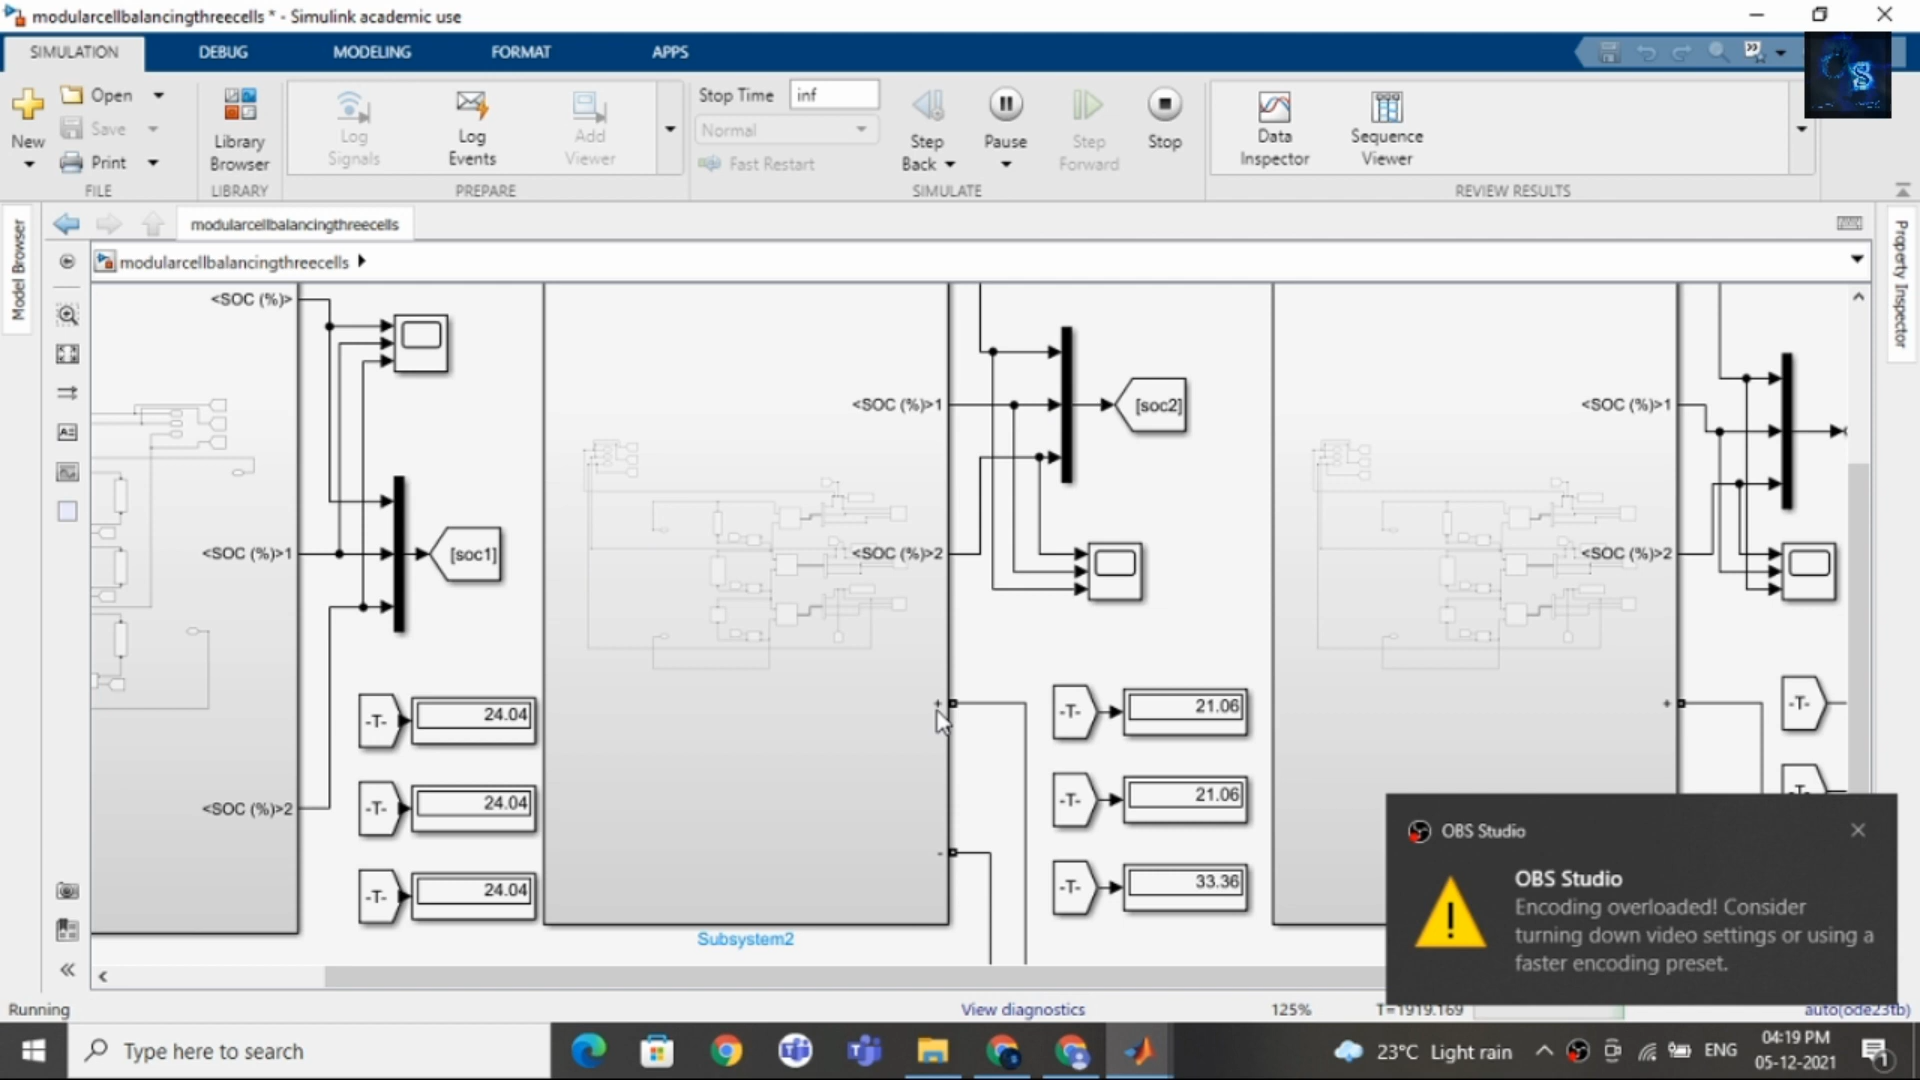 modularcellbalancingthreecells * - Simulink academic use
SIMULATION DEBUG MODELING FORMAT APPS
New
Open
Save
Print
FILE
Library Browser
LIBRARY
Log Signals
Log Events
Add Viewer
PREPARE
Stop Time inf
Normal
Fast Restart
Step Back
Pause
Step Forward
Stop
SIMULATE
Data Inspector
Sequence Viewer
REVIEW RESULTS
Model Browser
modularcellbalancingthreecells
modularcellbalancingthreecells
Property Inspector
<SOC (%)>
<SOC (%)>1
[soc1]
<SOC (%)>2
-T- 24.04
-T- 24.04
-T- 24.04
<SOC (%)>1
[soc2]
<SOC (%)>2
+
-
Subsystem2
-T- 21.06
-T- 21.06
-T- 33.36
<SOC (%)>1
<SOC (%)>2
+
-T-
-T-
OBS Studio
OBS Studio
Encoding overloaded! Consider
turning down video settings or using a
faster encoding preset.
Running View diagnostics 125% T=1919.169 auto(ode23tb)
Type here to search
23°C Light rain
ENG
04:19 PM
05-12-2021
1